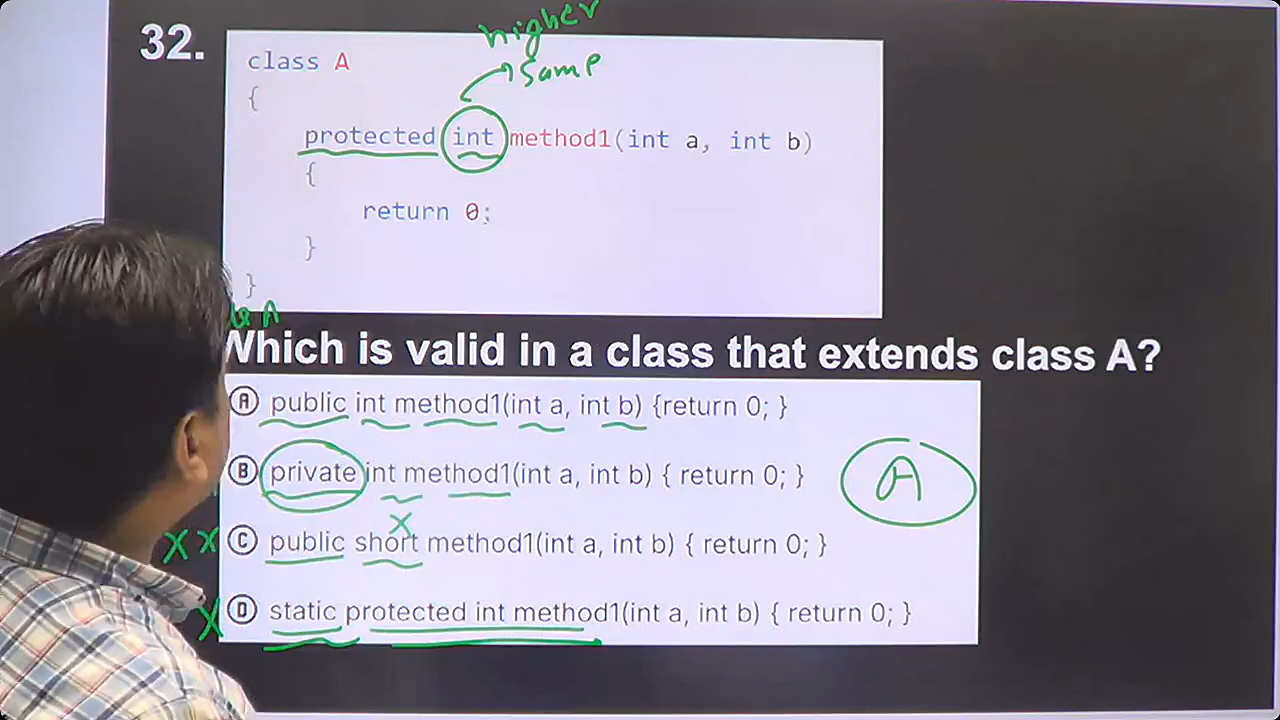 higher
32.
class A
same
{
protected int method1(int a, int b)
{
return 0;
}
}
A
Which is valid in a class that extends class A?
A public int method1(int a, int b) {return 0; }
B private int method1(int a, int b) { return 0; }
A
X
X X C public short method1(int a, int b) { return 0; }
X D static protected int method1(int a, int b) { return 0; }